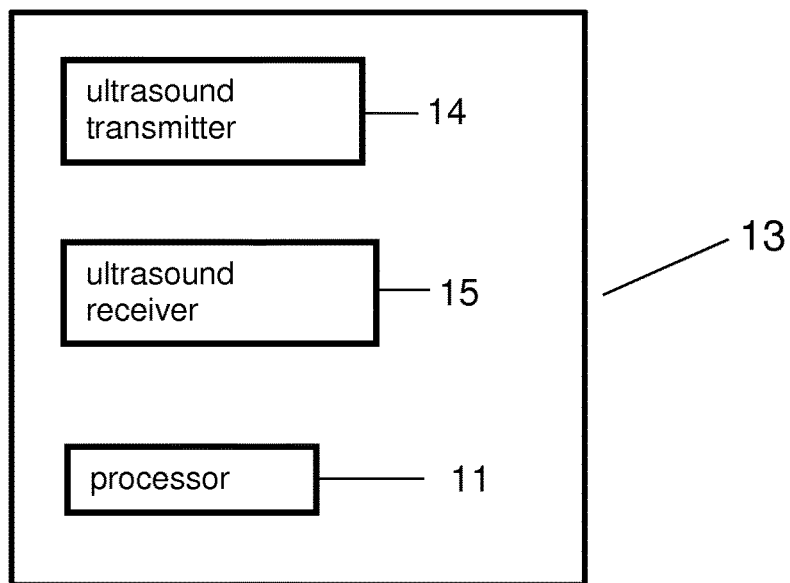 ultrasound
transmitter
14
13
ultrasound
receiver
15
processor
11